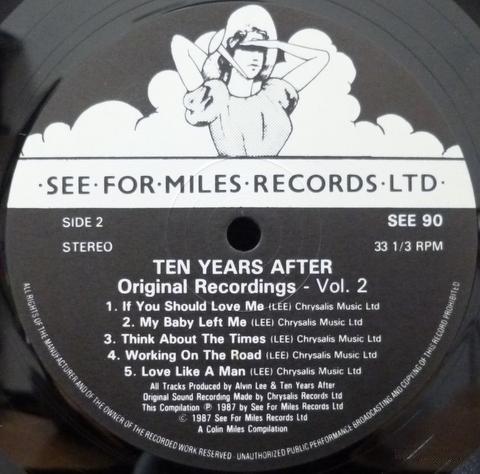 ·SEE·FOR·MILES·RECORDS·LTD·
SIDE 2
SEE 90
STEREO
33 1/3 RPM
TEN YEARS AFTER
Original Recordings - Vol. 2
1. If You Should Love Me (LEE) Chrysalis Music Ltd
2. My Baby Left Me (LEE) Chrysalis Music Ltd
3. Think About The Times (LEE) Chrysalis Music Ltd
4. Working On The Road (LEE) Chrysalis Music Ltd
5. Love Like A Man (LEE) Chrysalis Music Ltd
All Tracks Produced by Alvn Lee & Ten Years After
Original Sound Recording Made by Chrysalis Records Ltd
This Compilation ℗ 1987 by See For Miles Records Ltd
© 1987 See For Miles Records Ltd
A Colin Miles Compilation
ALL RIGHTS OF THE MANUFACTURER AND OF THE OWNER OF THE RECORDED WORK RESERVED · UNAUTHORIZED PUBLIC PERFORMANCE BROADCASTING AND COPYING OF THIS RECORD PROHIBITED